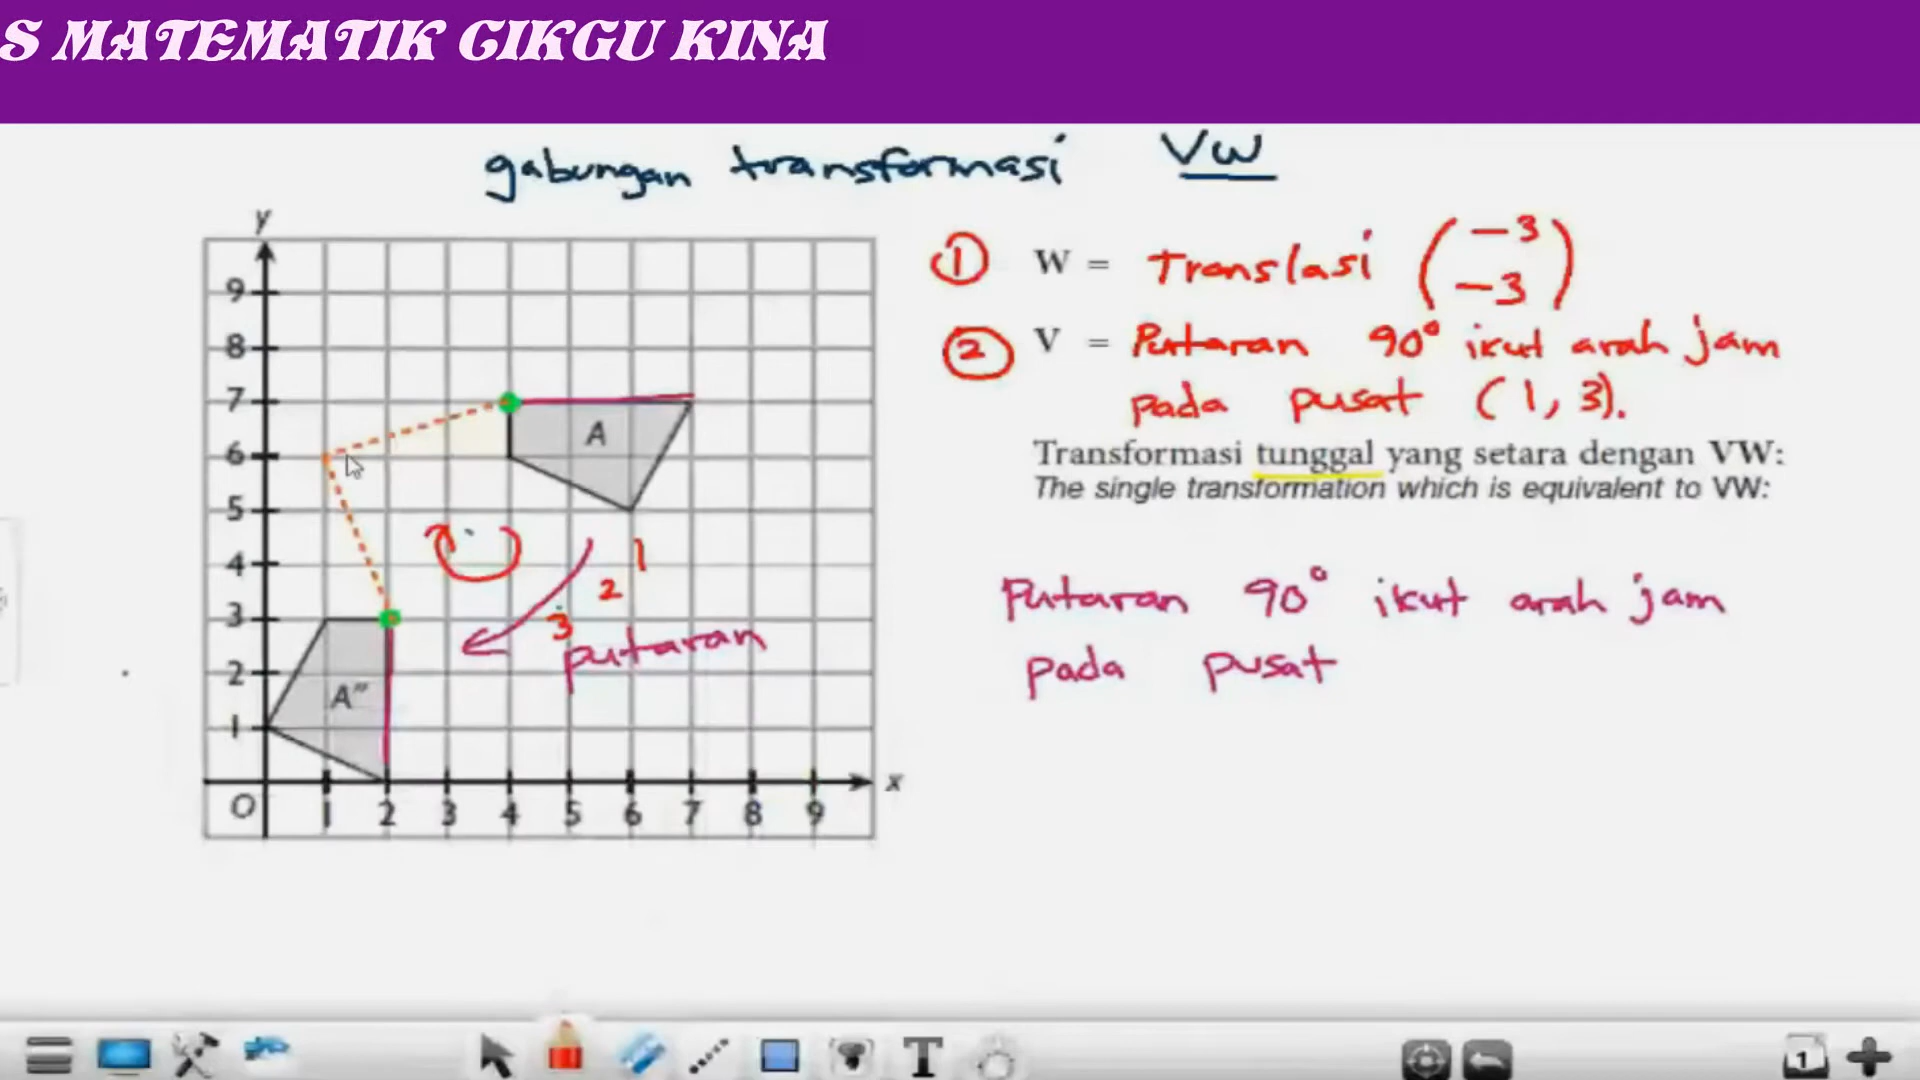 S MATEMATIK CIKGU KINA
gabungan transformasi VW
① W = Translasi (-3
-3)
② V = Putaran 90° ikut arah jam
pada pusat (1, 3).
Transformasi tunggal yang setara dengan VW:
The single transformation which is equivalent to VW:
Putaran 90° ikut arah jam
pada pusat
y
9
8
7
A
6
5
4
1
2
3
3
putaran
2
A"
1
O 1 2 3 4 5 6 7 8 9 x
T
1